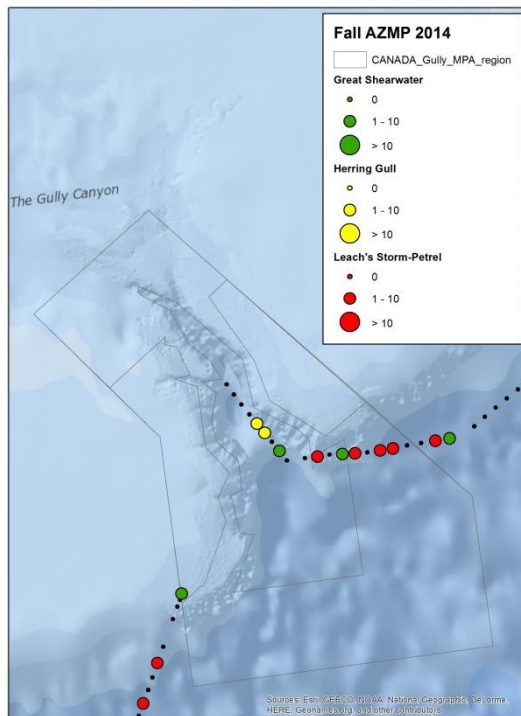 Fall AZMP 2014
CANADA_Gully_MPA_region
Great Shearwater
0
1 - 10
> 10
Herring Gull
0
1 - 10
> 10
Leach's Storm-Petrel
0
1 - 10
> 10
The Gully Canyon
Sources: Esri, GEBCO, NOAA, National Geographic, DeLorme,
HERE, Geonames.org, and other contributors